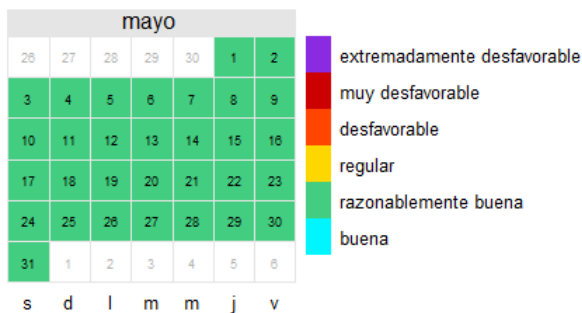 mayo
26 27 28 29 30 1 2
3 4 5 6 7 8 9
10 11 12 13 14 15 16
17 18 19 20 21 22 23
24 25 26 27 28 29 30
31 1 2 3 4 5 6
s d l m m j v
extremadamente desfavorable
muy desfavorable
desfavorable
regular
razonablemente buena
buena